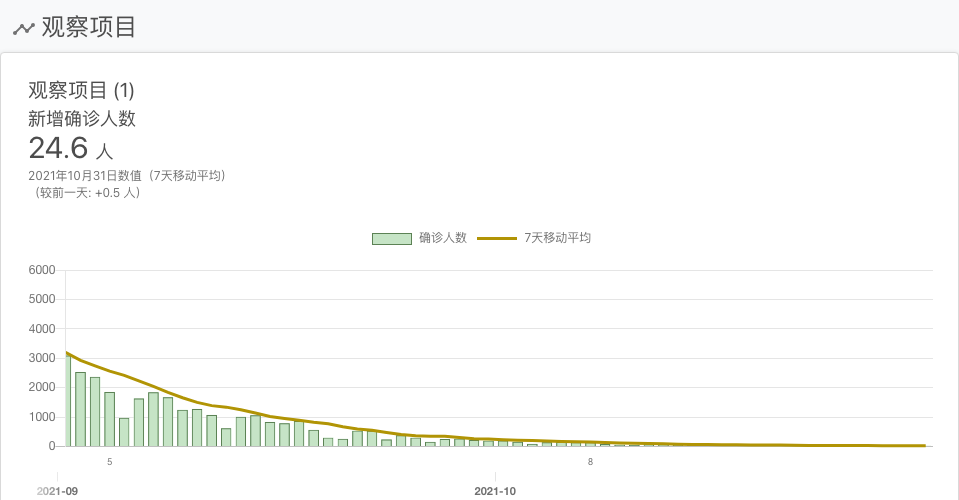 观察项目
观察项目 (1)
新增确诊人数
24.6 人
2021年10月31日数值（7天移动平均）
（较前一天: +0.5 人）
确诊人数 7天移动平均
6000
5000
4000
3000
2000
1000
0
5 8
2021-09 2021-10